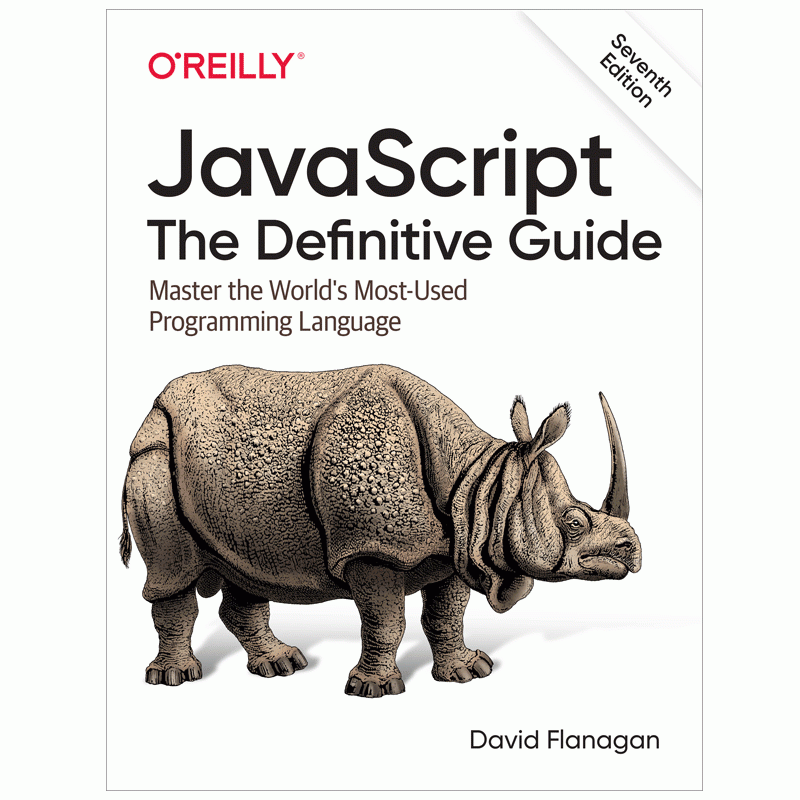 O'REILLY®
Seventh
Edition
JavaScript
The Definitive Guide
Master the World's Most-Used
Programming Language
David Flanagan